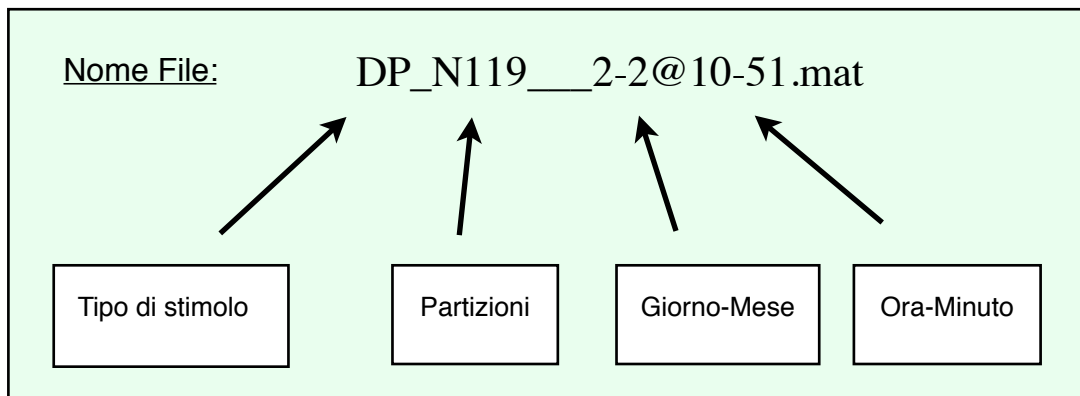 Nome File: DP_N119___2-2@10-51.mat
Tipo di stimolo Partizioni Giorno-Mese Ora-Minuto